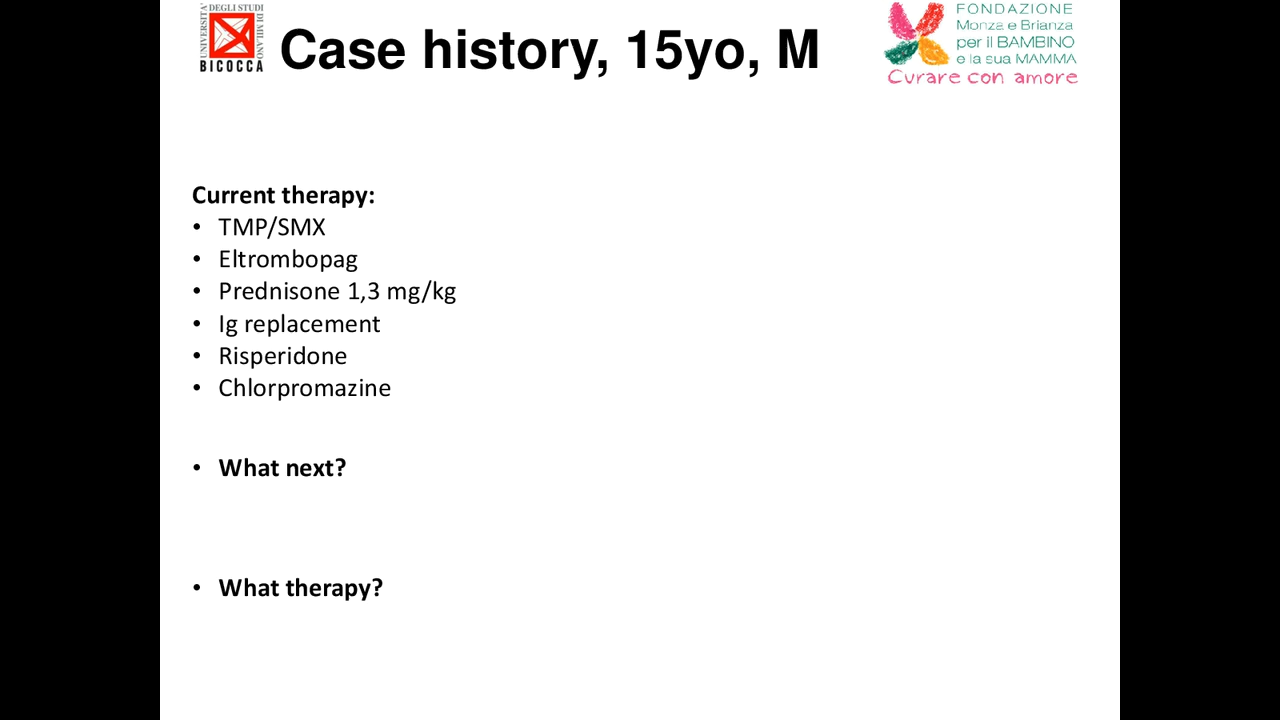 UNIVERSITA'
DEGLI STUDI
DI MILANO
BICOCCA
Case history, 15yo, M
FONDAZIONE
Monza e Brianza
per il BAMBINO
e la sua MAMMA
Curare con amore
Current therapy:
• TMP/SMX
• Eltrombopag
• Prednisone 1,3 mg/kg
• Ig replacement
• Risperidone
• Chlorpromazine
• What next?
• What therapy?